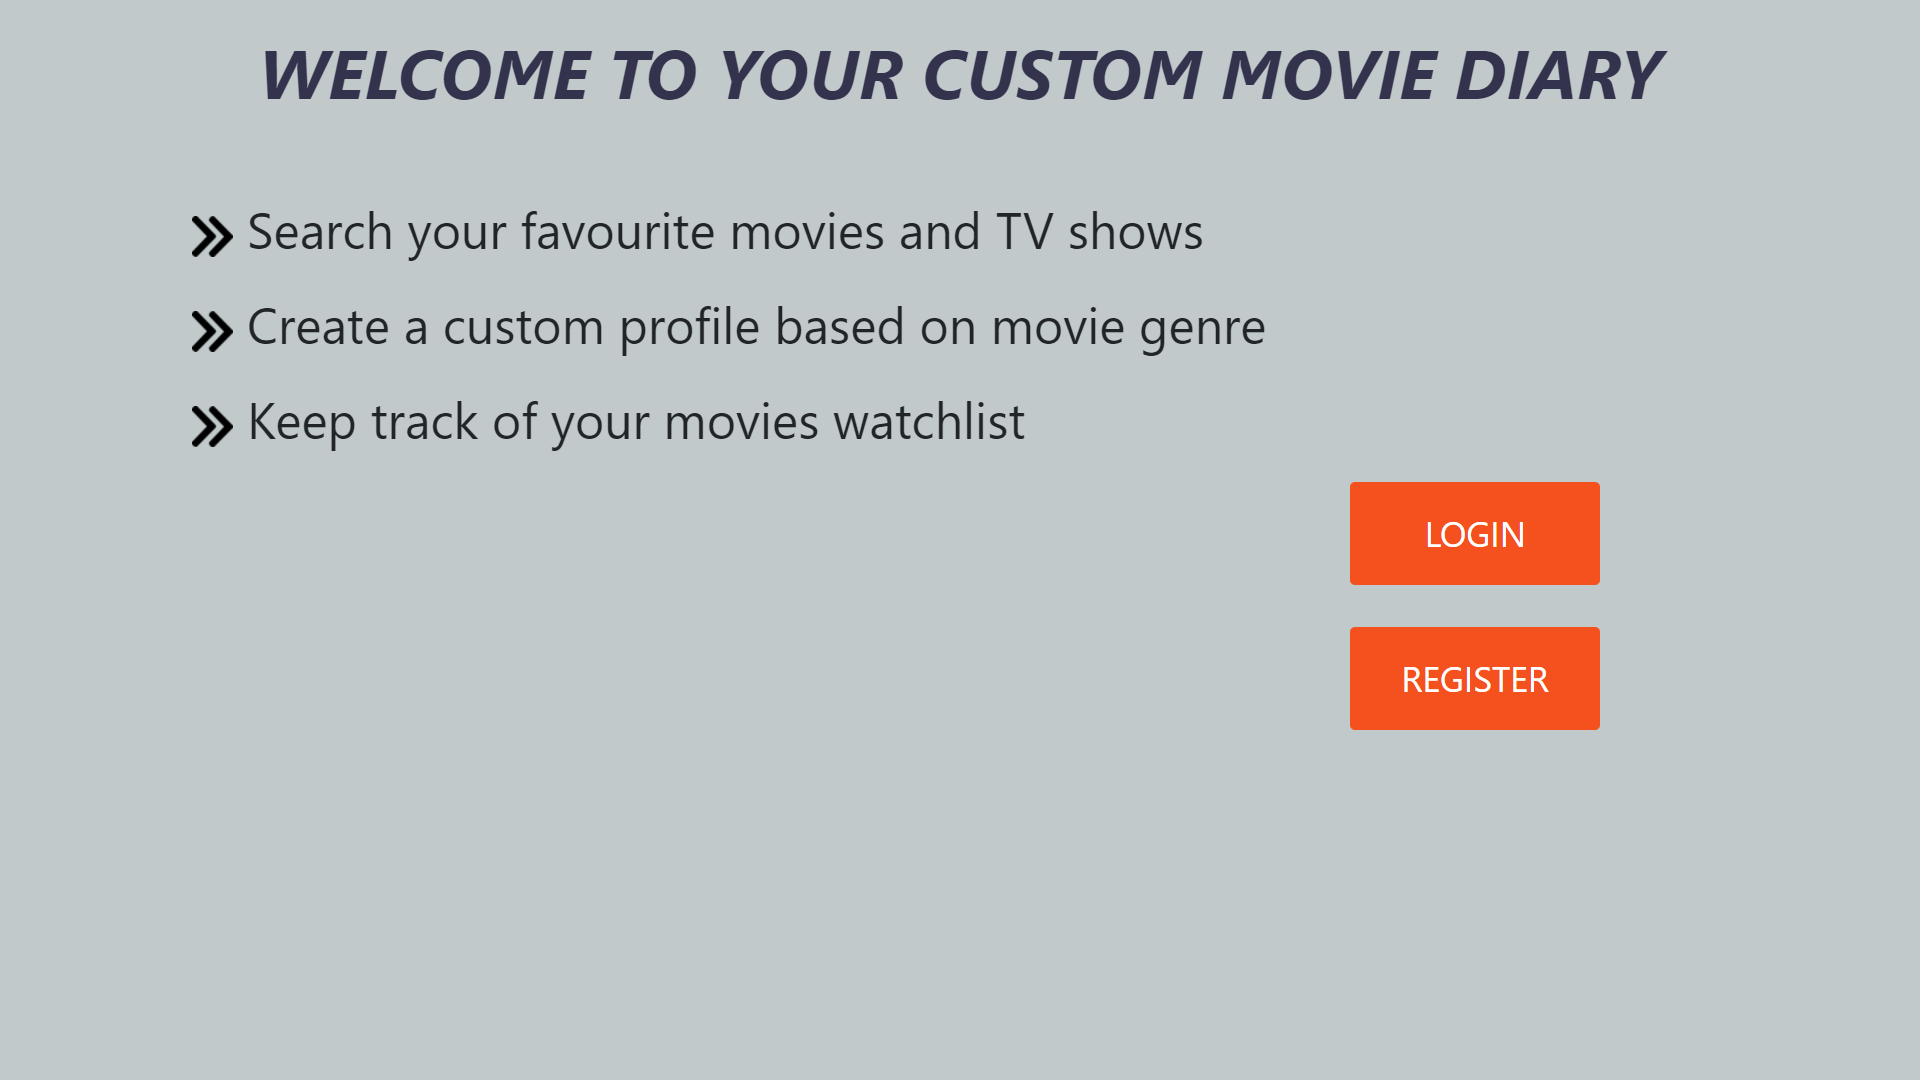 WELCOME TO YOUR CUSTOM MOVIE DIARY
Search your favourite movies and TV shows
Create a custom profile based on movie genre
Keep track of your movies watchlist
LOGIN
REGISTER